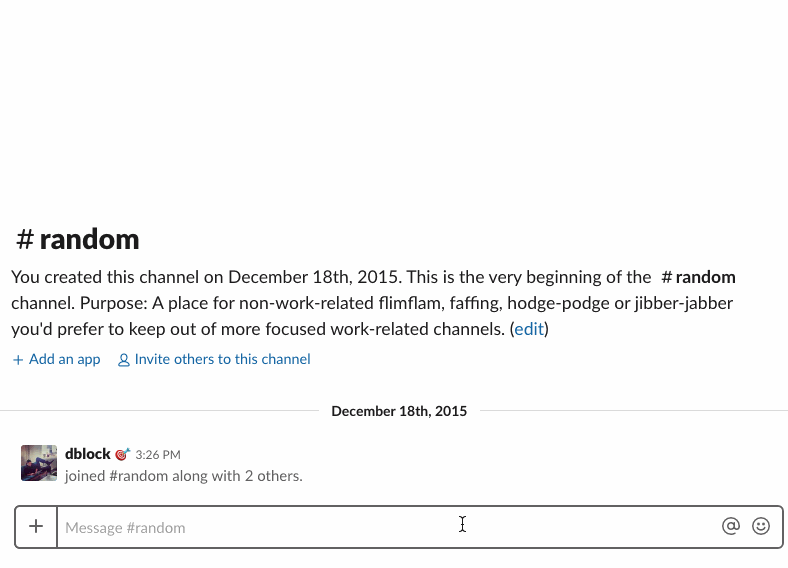 # random
You created this channel on December 18th, 2015. This is the very beginning of the # random
channel. Purpose: A place for non-work-related flimflam, faffing, hodge-podge or jibber-jabber
you'd prefer to keep out of more focused work-related channels. (edit)
+ Add an app Invite others to this channel
December 18th, 2015
dblock 🎯 3:26 PM
joined #random along with 2 others.
+ Message #random @